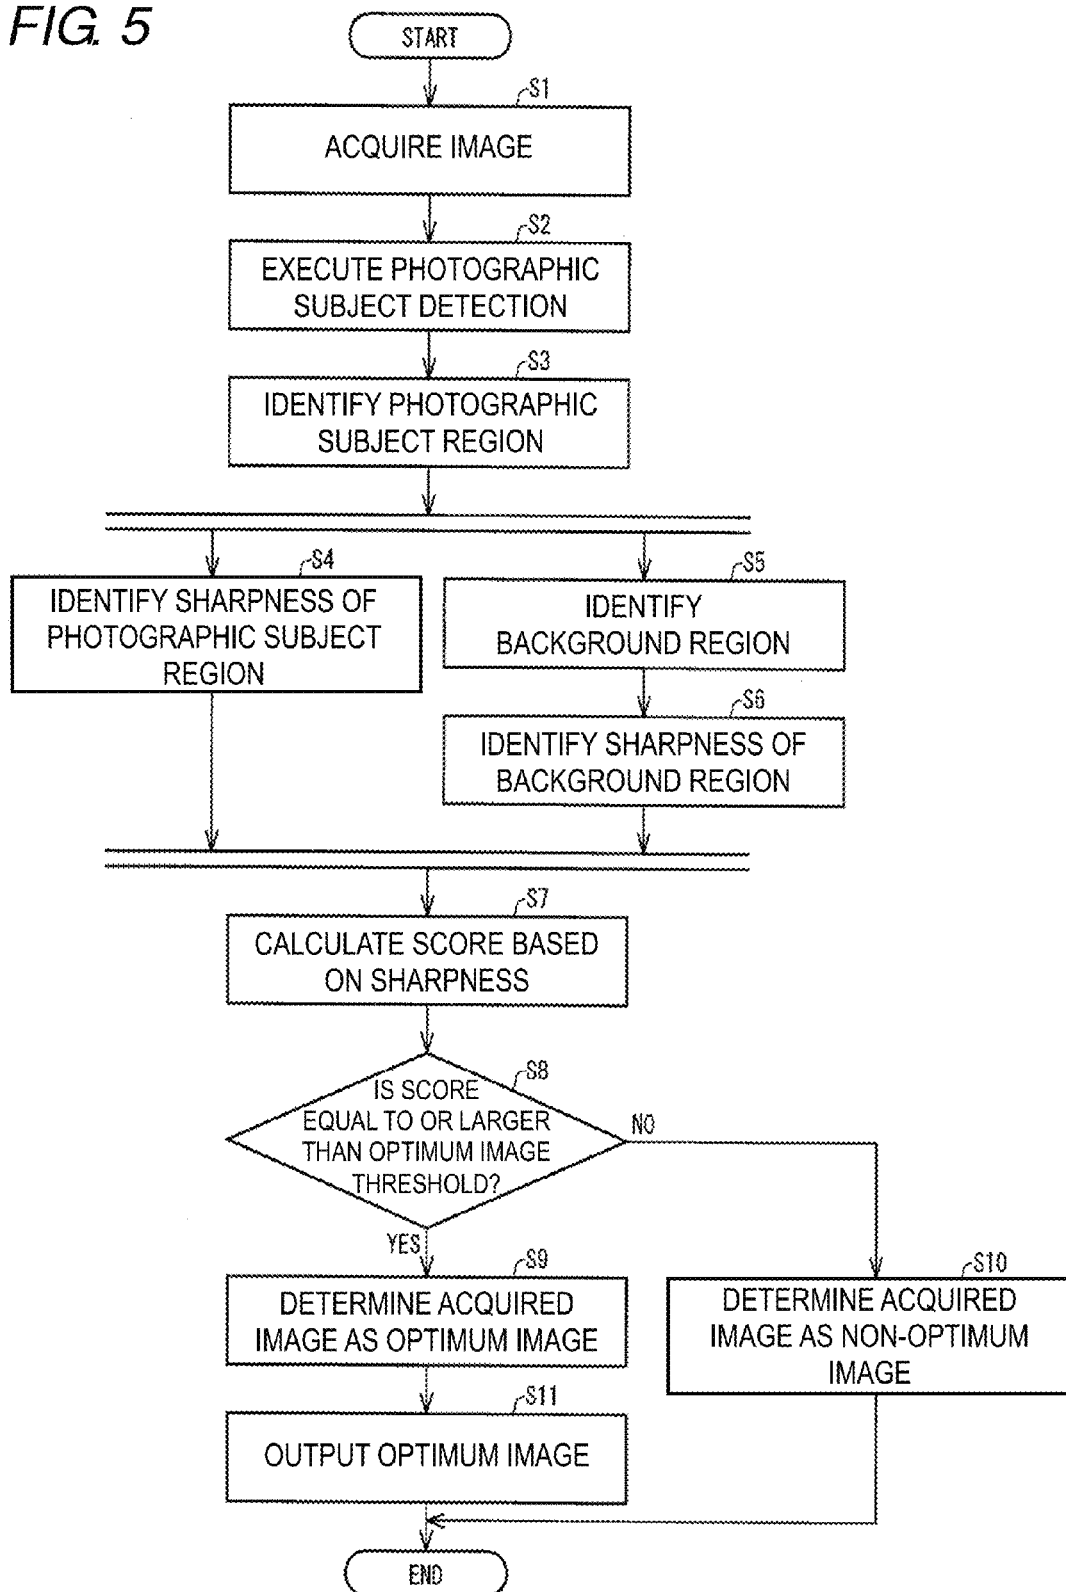 FIG. 5
START
S1
ACQUIRE IMAGE
S2
EXECUTE PHOTOGRAPHIC
SUBJECT DETECTION
S3
IDENTIFY PHOTOGRAPHIC
SUBJECT REGION
S4
IDENTIFY SHARPNESS OF
PHOTOGRAPHIC SUBJECT
REGION
S5
IDENTIFY
BACKGROUND REGION
S6
IDENTIFY SHARPNESS OF
BACKGROUND REGION
S7
CALCULATE SCORE BASED
ON SHARPNESS
S8
IS SCORE
EQUAL TO OR LARGER
THAN OPTIMUM IMAGE
THRESHOLD?
NO
YES
S9
DETERMINE ACQUIRED
IMAGE AS OPTIMUM IMAGE
S10
DETERMINE ACQUIRED
IMAGE AS NON-OPTIMUM
IMAGE
S11
OUTPUT OPTIMUM IMAGE
END